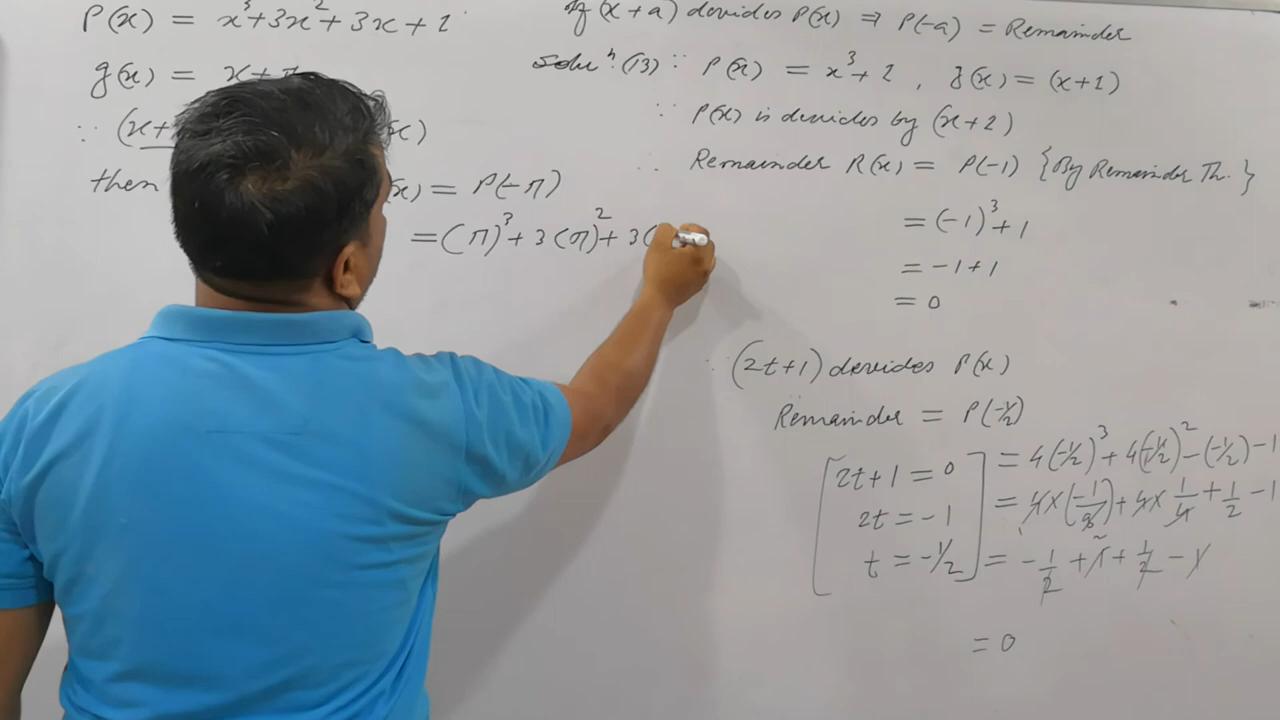 P(x) = x³+3x²+3x+1
g(x) = x+π
∵ (x+ x)
then x) = P(-π)
= (π)³+3(π)²+3(
If (x+a) devides P(x) ⇒ P(-a) = Remainder
Soluⁿ: (B) ∵ P(x) = x³+1, g(x) = (x+1)
∵ P(x) is devides by (x+1)
∴ Remainder R(x) = P(-1) {By Remainder Th.}
= (-1)³+1
= -1+1
= 0
∵ (2t+1) devides P(x)
Remainder = P(-1/2)
[2t+1=0 = 4(-1/2)³+4(-1/2)²-(-1/2)-1
2t=-1 = 4×(-1/8)+4×1/4+1/2-1
t=-1/2] = -1/2+1+1/2-1
= 0